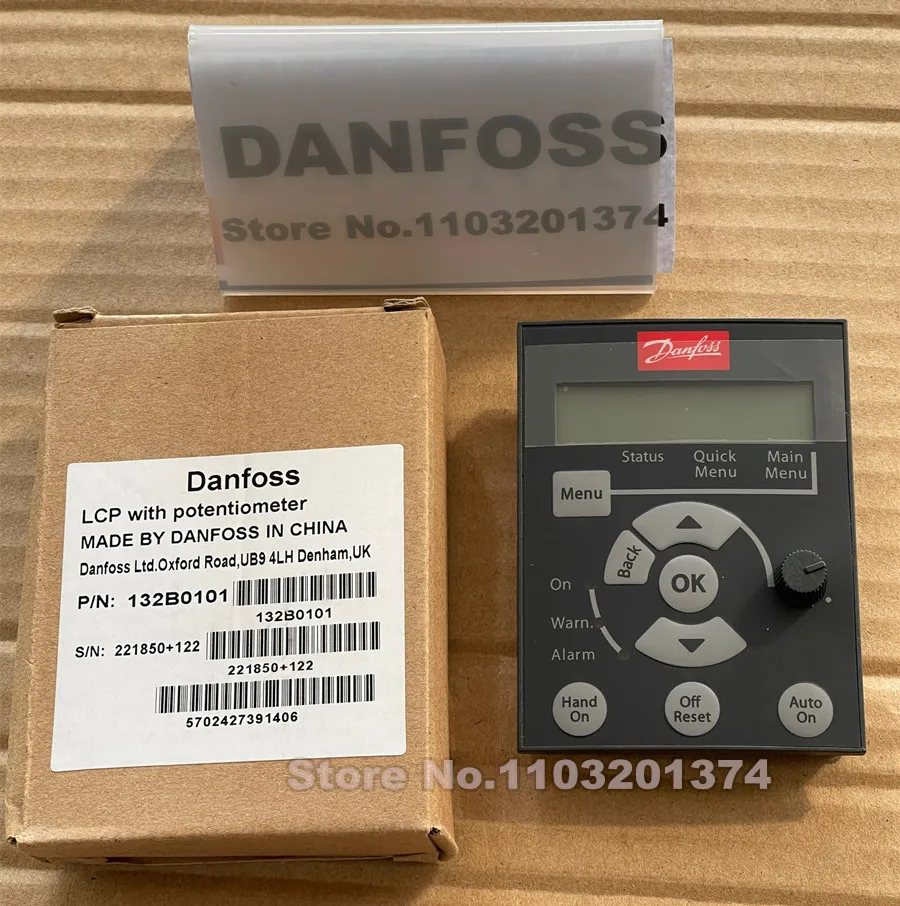 DANFOSS
Store No.1103201374
Danfoss
LCP with potentiometer
MADE BY DANFOSS IN CHINA
Danfoss Ltd.Oxford Road,UB9 4LH Denham,UK
P/N: 132B0101
132B0101
S/N: 221850+122
221850+122
5702427391406
Danfoss
Status
Quick Menu
Main Menu
Menu
Back
OK
On
Warn.
Alarm
Hand On
Off Reset
Auto On
Store No.1103201374